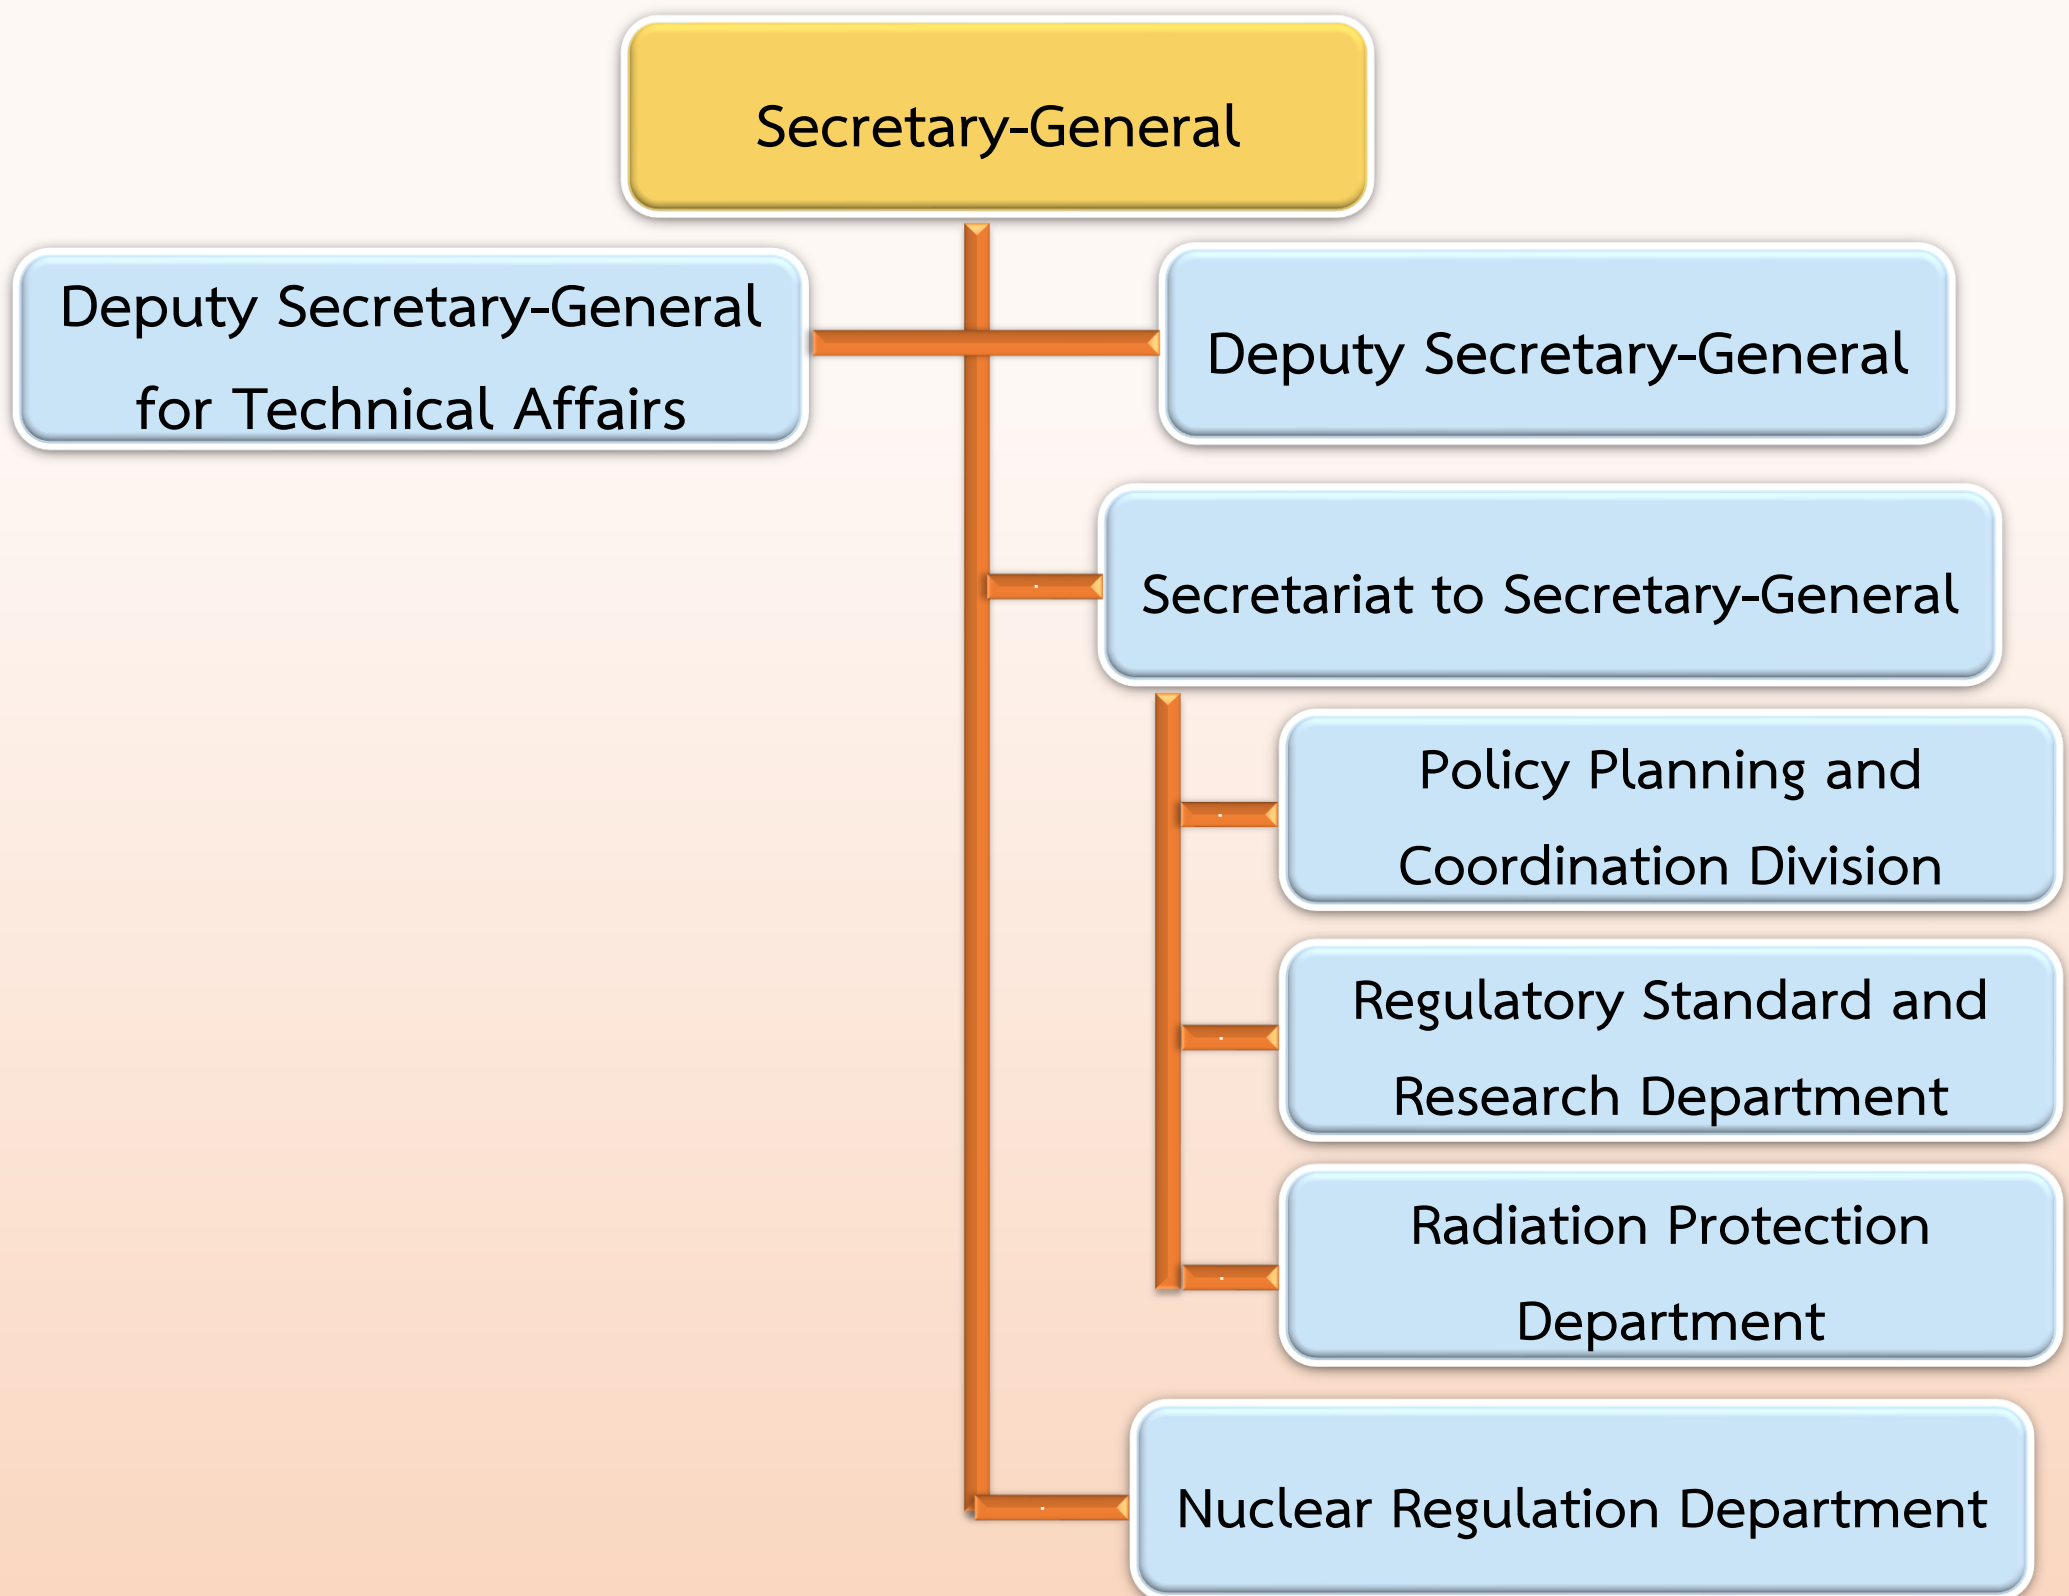 Secretary-General
Deputy Secretary-General
for Technical Affairs
Deputy Secretary-General
Secretariat to Secretary-General
Policy Planning and
Coordination Division
Regulatory Standard and
Research Department
Radiation Protection
Department
Nuclear Regulation Department